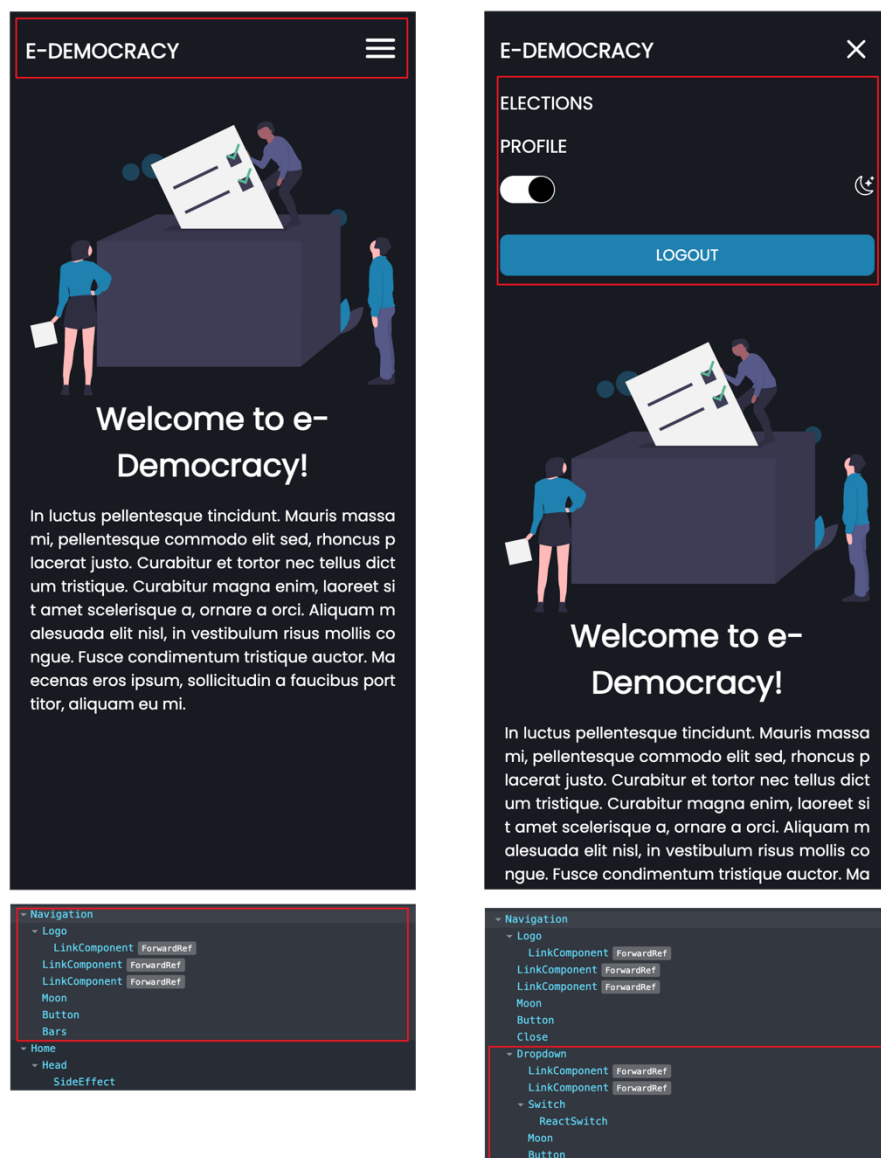 E-DEMOCRACY
Welcome to e-
Democracy!
In luctus pellentesque tincidunt. Mauris massa
mi, pellentesque commodo elit sed, rhoncus p
lacerat justo. Curabitur et tortor nec tellus dict
um tristique. Curabitur magna enim, laoreet si
t amet scelerisque a, ornare a orci. Aliquam m
alesuada elit nisl, in vestibulum risus mollis co
ngue. Fusce condimentum tristique auctor. Ma
ecenas eros ipsum, sollicitudin a faucibus port
titor, aliquam eu mi.
Navigation
Logo
LinkComponent ForwardRef
LinkComponent ForwardRef
LinkComponent ForwardRef
Moon
Button
Bars
Home
Head
SideEffect
E-DEMOCRACY
ELECTIONS
PROFILE
LOGOUT
Welcome to e-
Democracy!
In luctus pellentesque tincidunt. Mauris massa
mi, pellentesque commodo elit sed, rhoncus p
lacerat justo. Curabitur et tortor nec tellus dict
um tristique. Curabitur magna enim, laoreet si
t amet scelerisque a, ornare a orci. Aliquam m
alesuada elit nisl, in vestibulum risus mollis co
ngue. Fusce condimentum tristique auctor. Ma
Navigation
Logo
LinkComponent ForwardRef
LinkComponent ForwardRef
LinkComponent ForwardRef
Moon
Button
Close
Dropdown
LinkComponent ForwardRef
LinkComponent ForwardRef
Switch
ReactSwitch
Moon
Button